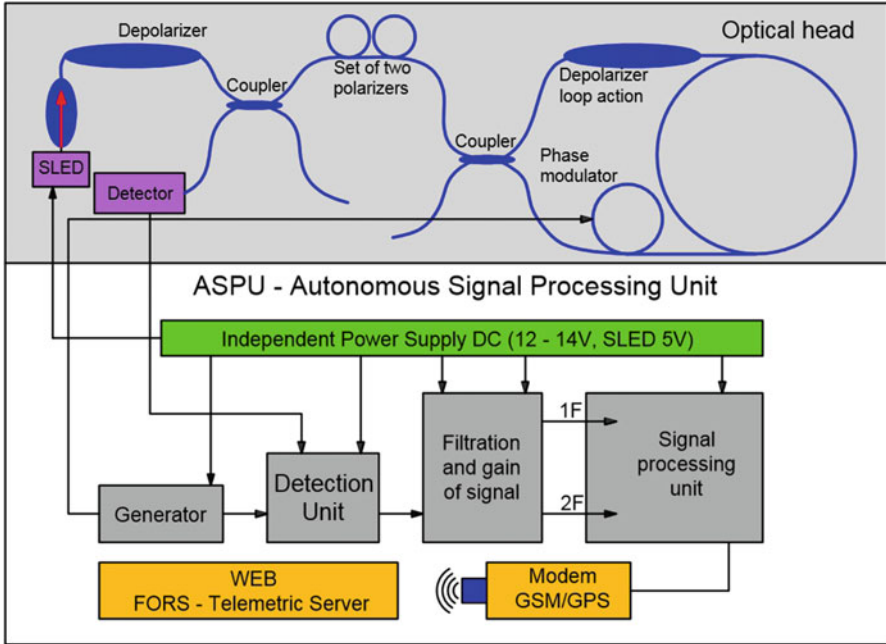 Depolarizer
Optical head
Set of two
polarizers
Depolarizer
loop action
Coupler
Coupler
Phase
modulator
SLED
Detector
ASPU - Autonomous Signal Processing Unit
Independent Power Supply DC (12 - 14V, SLED 5V)
1F
Filtration
and gain
of signal
Signal
processing
unit
Detection
Unit
2F
Generator
WEB
FORS - Telemetric Server
Modem
GSM/GPS